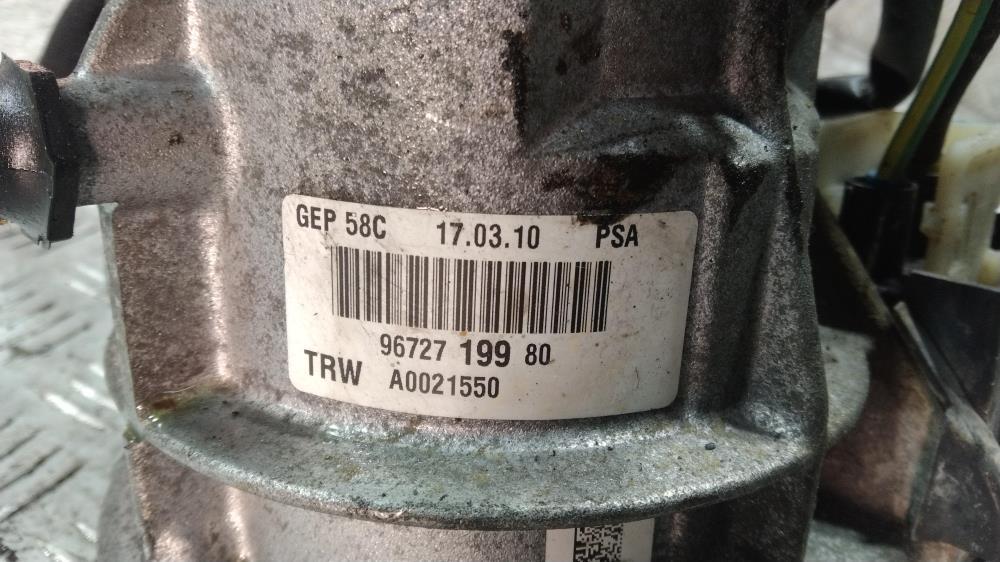 GEP 58C 17.03.10 PSA
96727 199 80
TRW A0021550